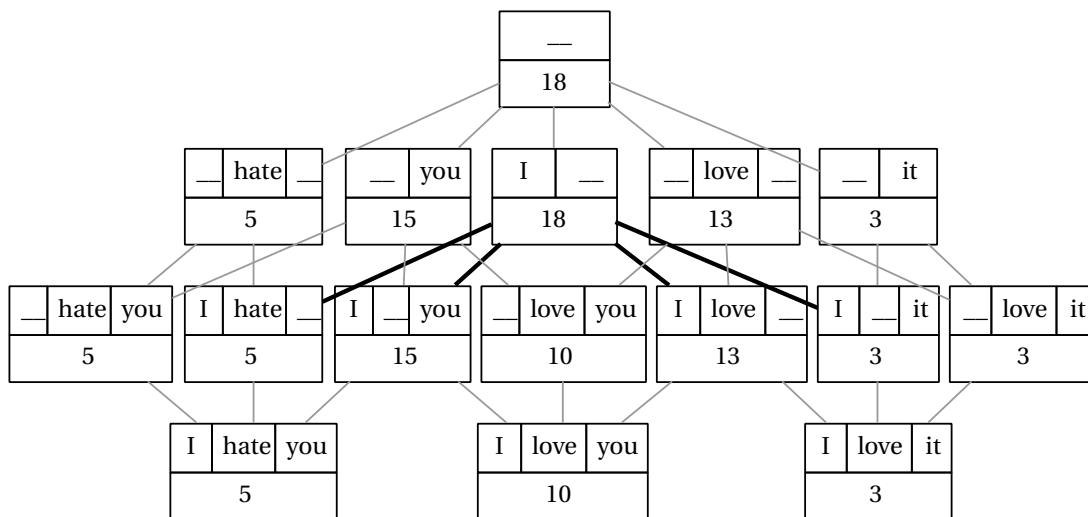 __
18
__ hate __ __ you I __ __ love __ __ it
5 15 18 13 3
__ hate you I hate __ I __ you __ love you I love __ I __ it __ love it
5 5 15 10 13 3 3
I hate you I love you I love it
5 10 3